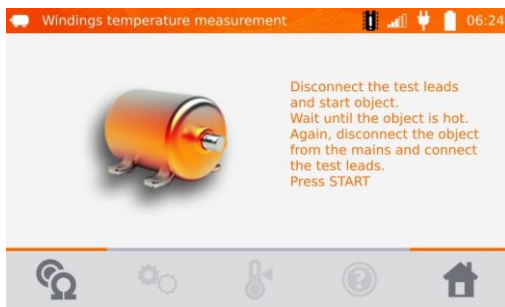 Windings temperature measurement
06:24
Disconnect the test leads
and start object.
Wait until the object is hot.
Again, disconnect the object
from the mains and connect
the test leads.
Press START